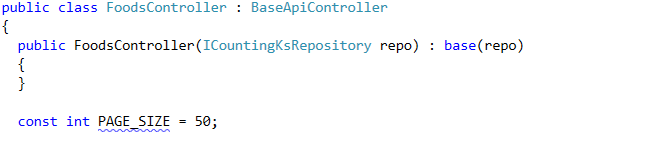 public class FoodsController : BaseApiController
{
  public FoodsController(ICountingKsRepository repo) : base(repo)
  {
  }
  const int PAGE_SIZE = 50;